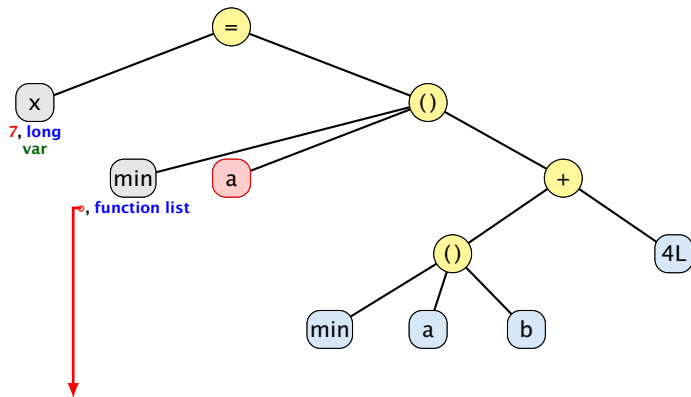 =
x
()
7, long
var
min
a
+
, function list
()
4L
min
a
b